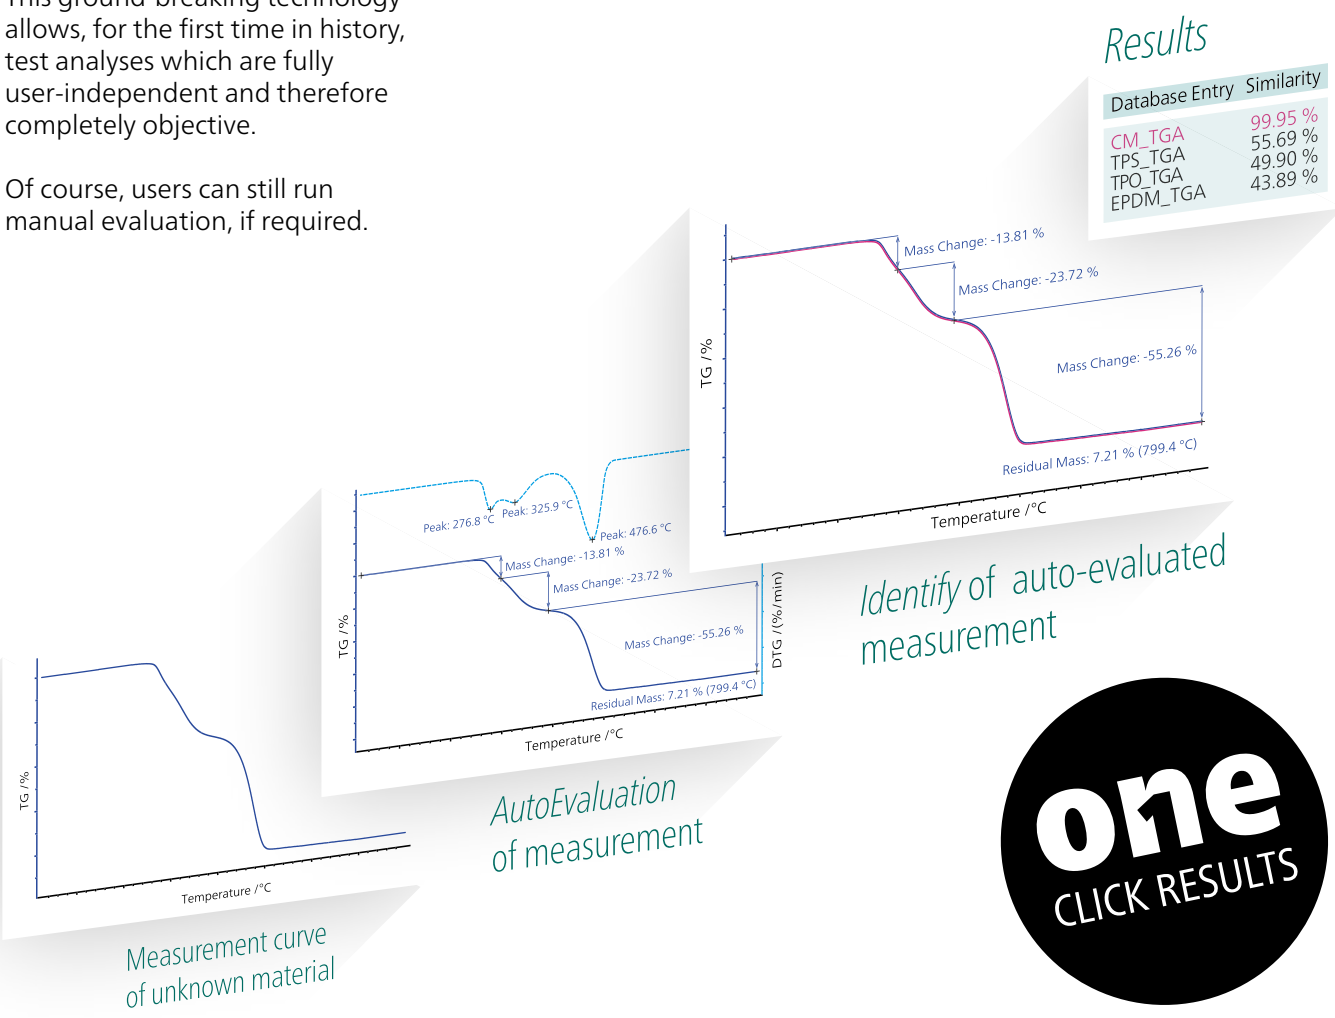 This ground-breaking technology
allows, for the first time in history,
test analyses which are fully
user-independent and therefore
completely objective.
Of course, users can still run
manual evaluation, if required.
Results
Database Entry Similarity
CM_TGA 99.95 %
TPS_TGA 55.69 %
TPO_TGA 49.90 %
EPDM_TGA 43.89 %
Mass Change: -13.81 %
Mass Change: -23.72 %
Mass Change: -55.26 %
Residual Mass: 7.21 % (799.4 °C)
TG /%
Temperature /°C
Identify of auto-evaluated
measurement
Peak: 276.8 °C
Peak: 325.9 °C
Peak: 476.6 °C
Mass Change: -13.81 %
Mass Change: -23.72 %
Mass Change: -55.26 %
Residual Mass: 7.21 % (799.4 °C)
TG /%
DTG /(%/min)
Temperature /°C
AutoEvaluation
of measurement
TG /%
Temperature /°C
Measurement curve
of unknown material
one
CLICK RESULTS